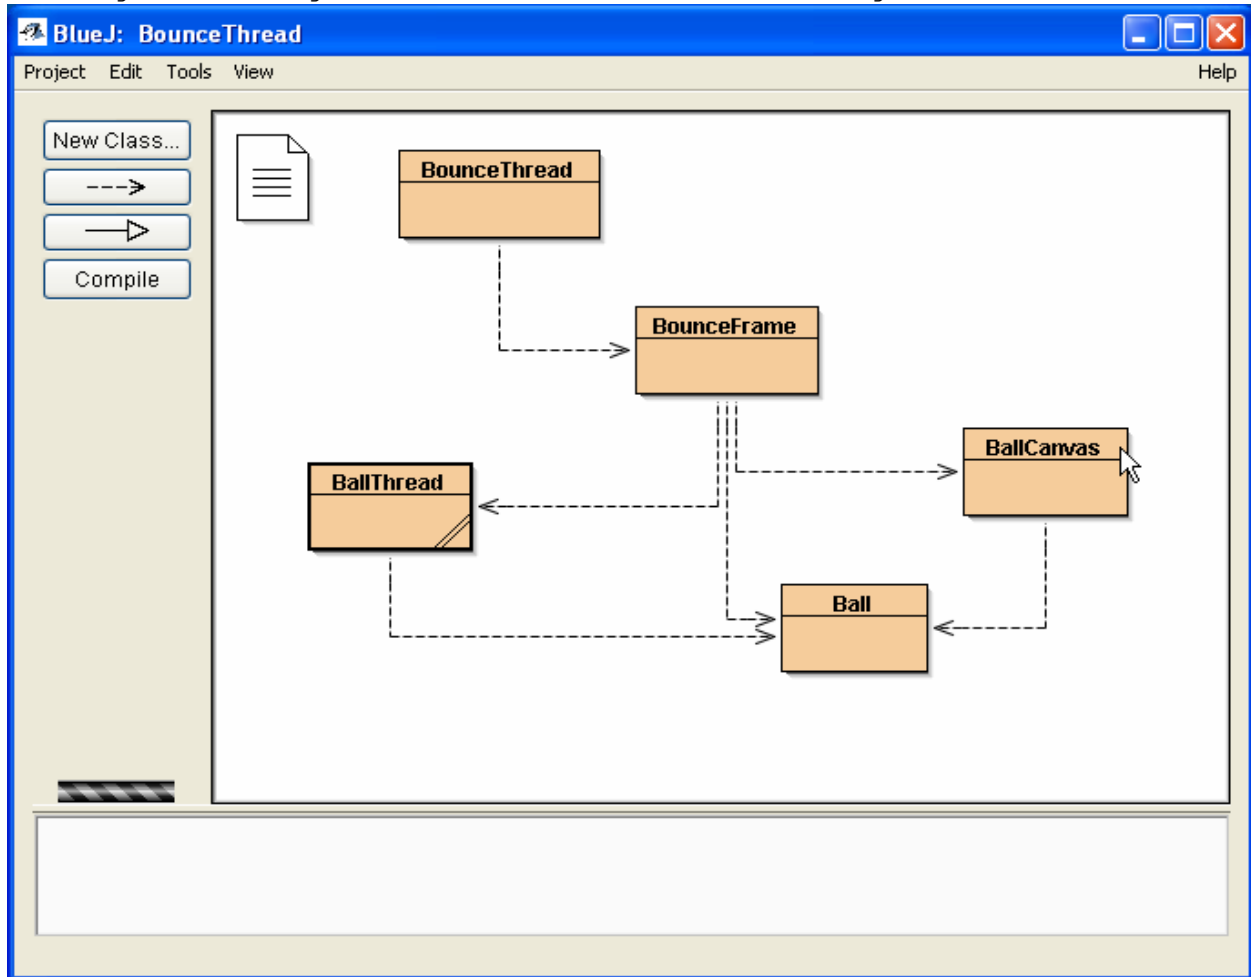 BlueJ: BounceThread
Project Edit Tools View Help
New Class...
Compile
BounceThread
BounceFrame
BallCanvas
BallThread
Ball